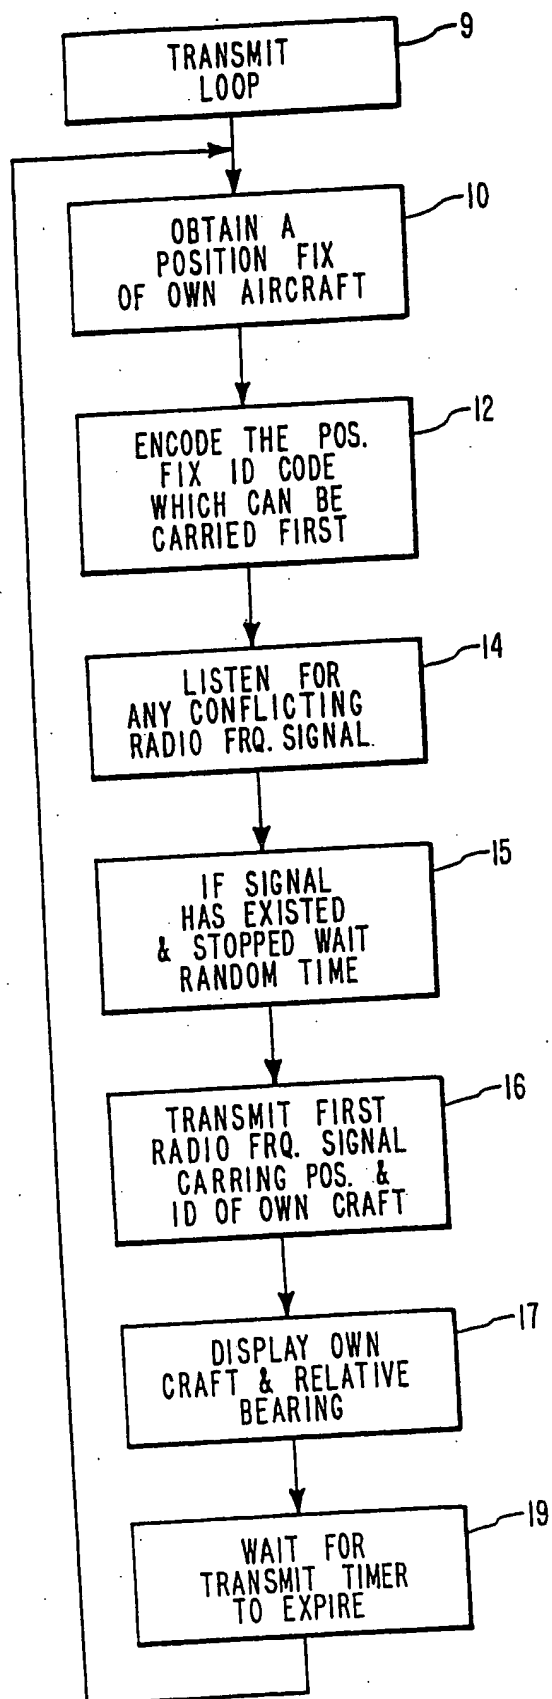 TRANSMIT
LOOP
9
OBTAIN A
POSITION FIX
OF OWN AIRCRAFT
10
ENCODE THE POS.
FIX ID CODE
WHICH CAN BE
CARRIED FIRST
12
LISTEN FOR
ANY CONFLICTING
RADIO FRQ. SIGNAL.
14
IF SIGNAL
HAS EXISTED
& STOPPED WAIT
RANDOM TIME
15
TRANSMIT FIRST
RADIO FRQ. SIGNAL
CARRING POS. &
ID OF OWN CRAFT
16
DISPLAY OWN
CRAFT & RELATIVE
BEARING
17
WAIT FOR
TRANSMIT TIMER
TO EXPIRE
19